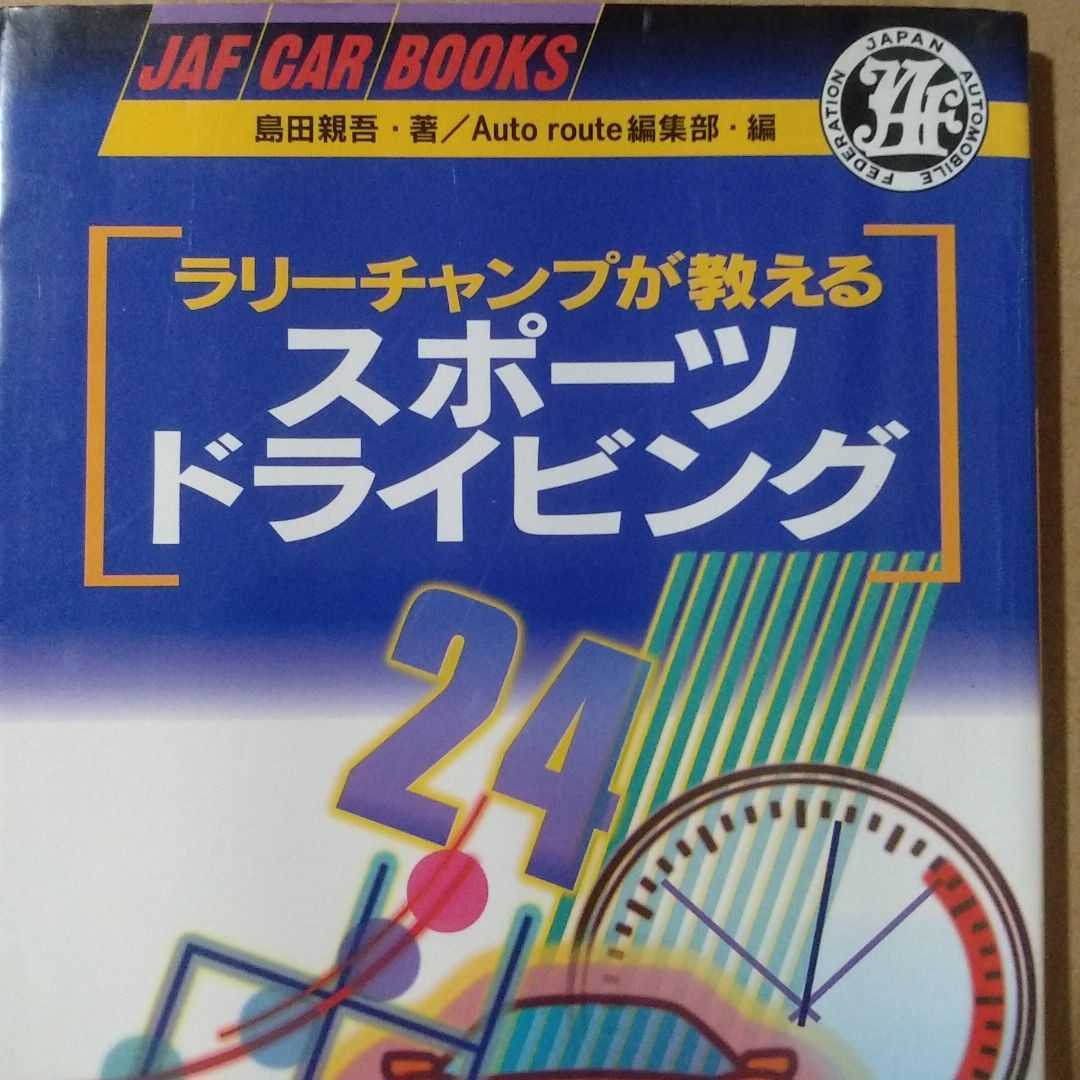 JAF CAR BOOKS
島田親吾・著／Auto route編集部・編
JAPAN AUTOMOBILE FEDERATION
JAF
ラリーチャンプが教える
スポーツ
ドライビング
24